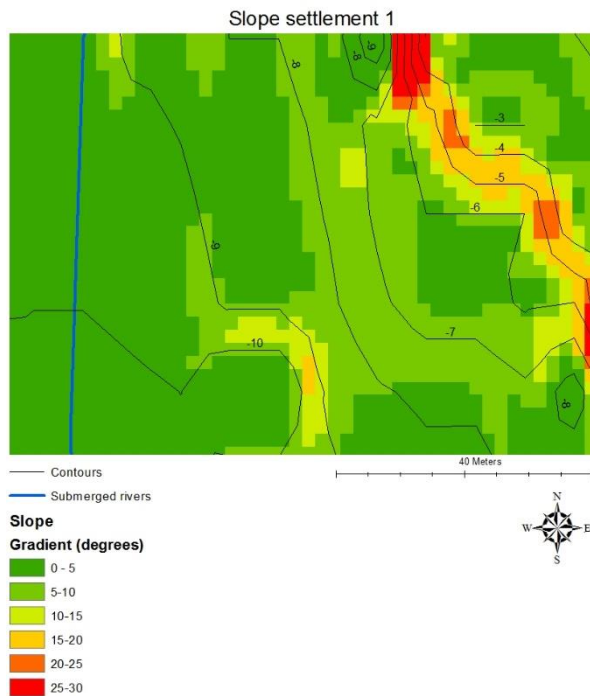 Slope settlement 1
-8
-9
-8
-3
-4
-5
-6
-9
-10
-7
-8
Contours
40 Meters
Submerged rivers
N
W
E
S
Slope
Gradient (degrees)
0 - 5
5-10
10-15
15-20
20-25
25-30